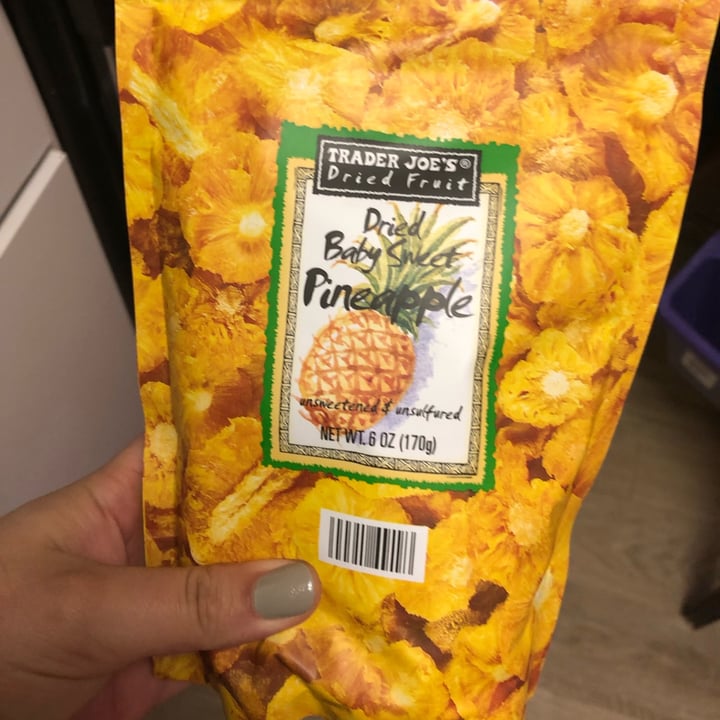 TRADER JOE'S®
Dried Fruit
Dried
Baby Sweet
Pineapple
unsweetened & unsulfured
NET WT. 6 OZ (170g)